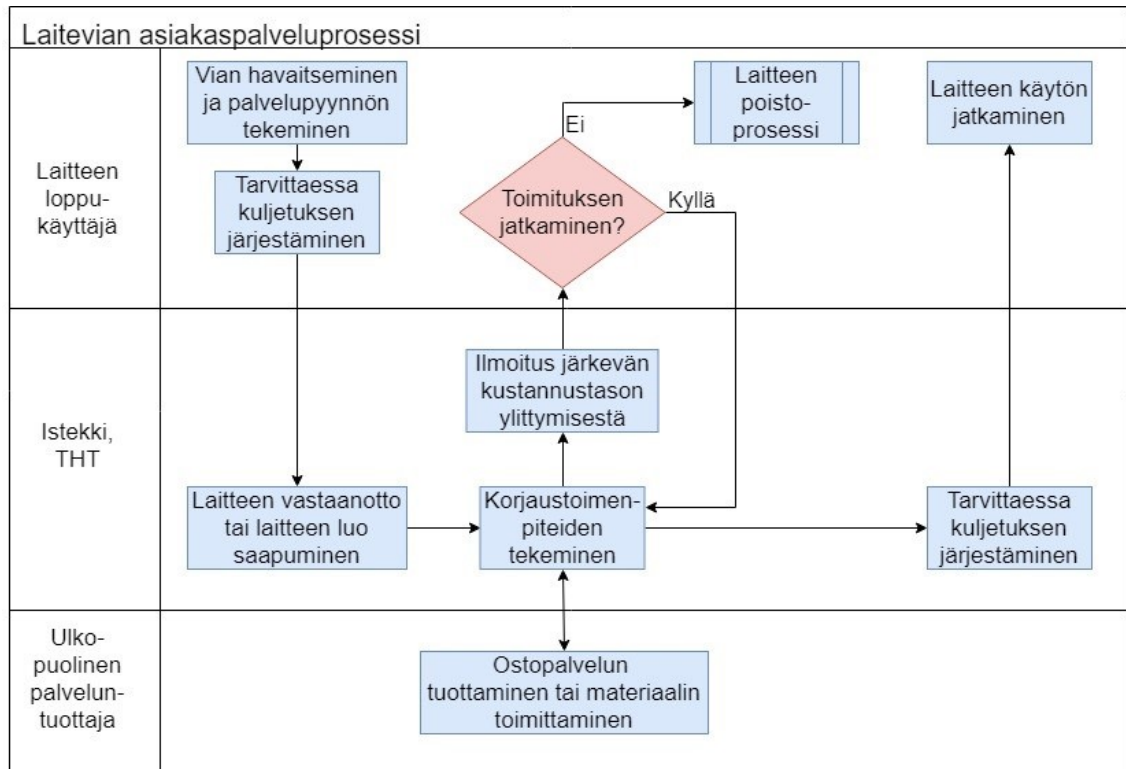 Laitevian asiakaspalveluprosessi
Laitteen
loppu-
käyttäjä
Vian havaitseminen
ja palvelupyynnön
tekeminen
Tarvittaessa
kuljetuksen
järjestäminen
Toimituksen
jatkaminen?
Ei
Kyllä
Laitteen
poisto-
prosessi
Laitteen käytön
jatkaminen
Istekki,
THT
Ilmoitus järkevän
kustannustason
ylittymisestä
Laitteen vastaanotto
tai laitteen luo
saapuminen
Korjaustoimen-
piteiden
tekeminen
Tarvittaessa
kuljetuksen
järjestäminen
Ulko-
puolinen
palvelun-
tuottaja
Ostopalvelun
tuottaminen tai materiaalin
toimittaminen